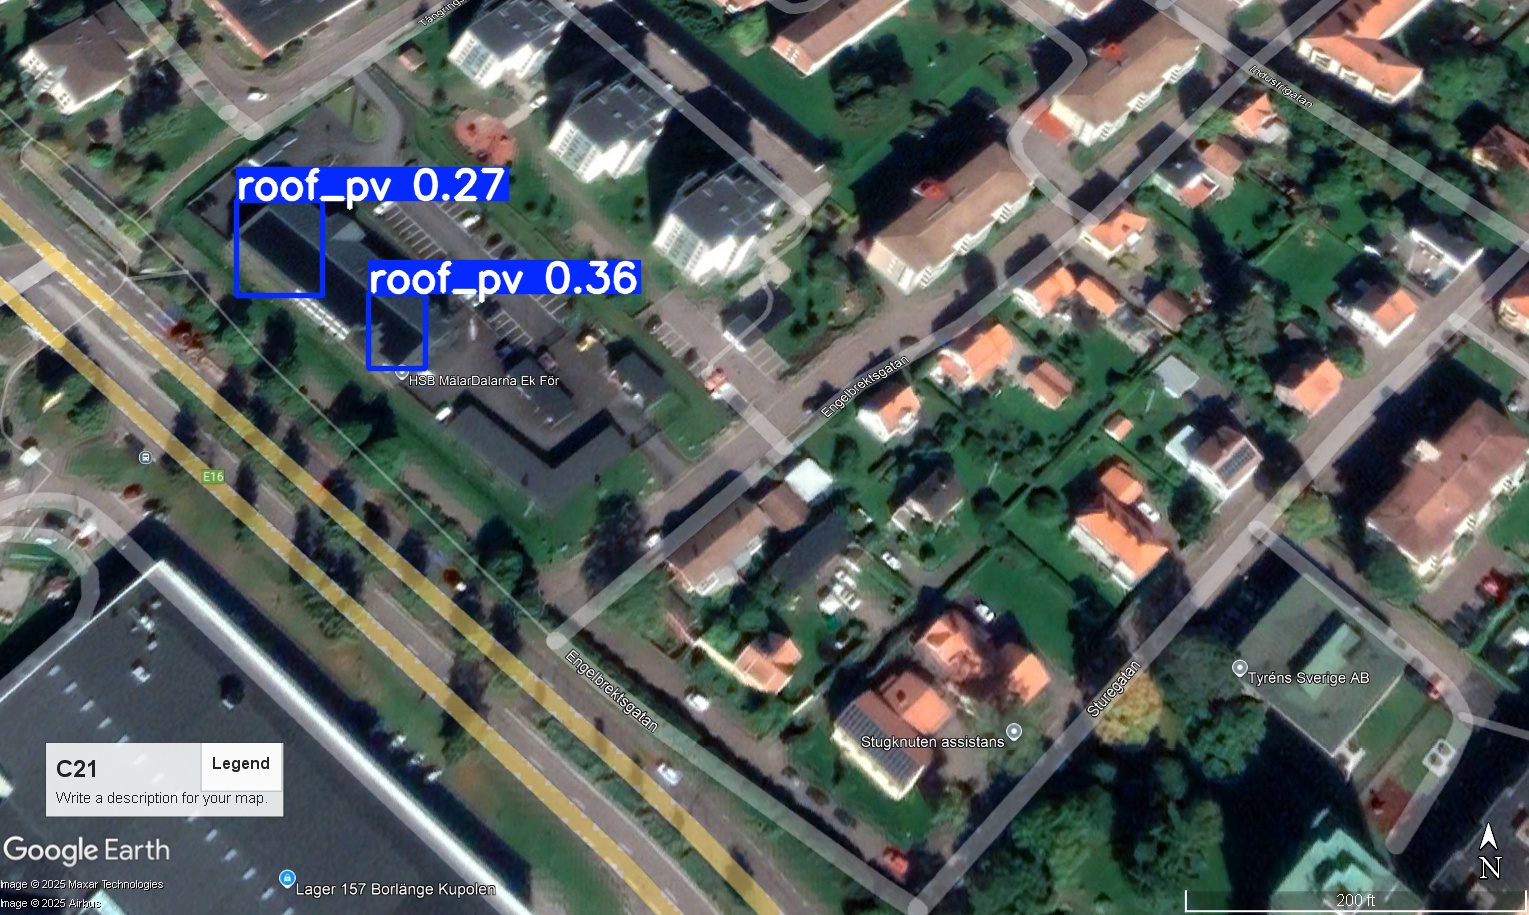 Tångrings
Industrigatan
roof_pv 0.27
roof_pv 0.36
HSB MälarDalarna Ek För
Engelbrektsgatan
E16
Engelbrektsgatan
Sturegatan
Tyréns Sverige AB
Stugknuten assistans
C21
Legend
Write a description for your map.
Google Earth
Image © 2025 Maxar Technologies
Image © 2025 Airbus
Lager 157 Borlänge Kupolen
N
200 ft